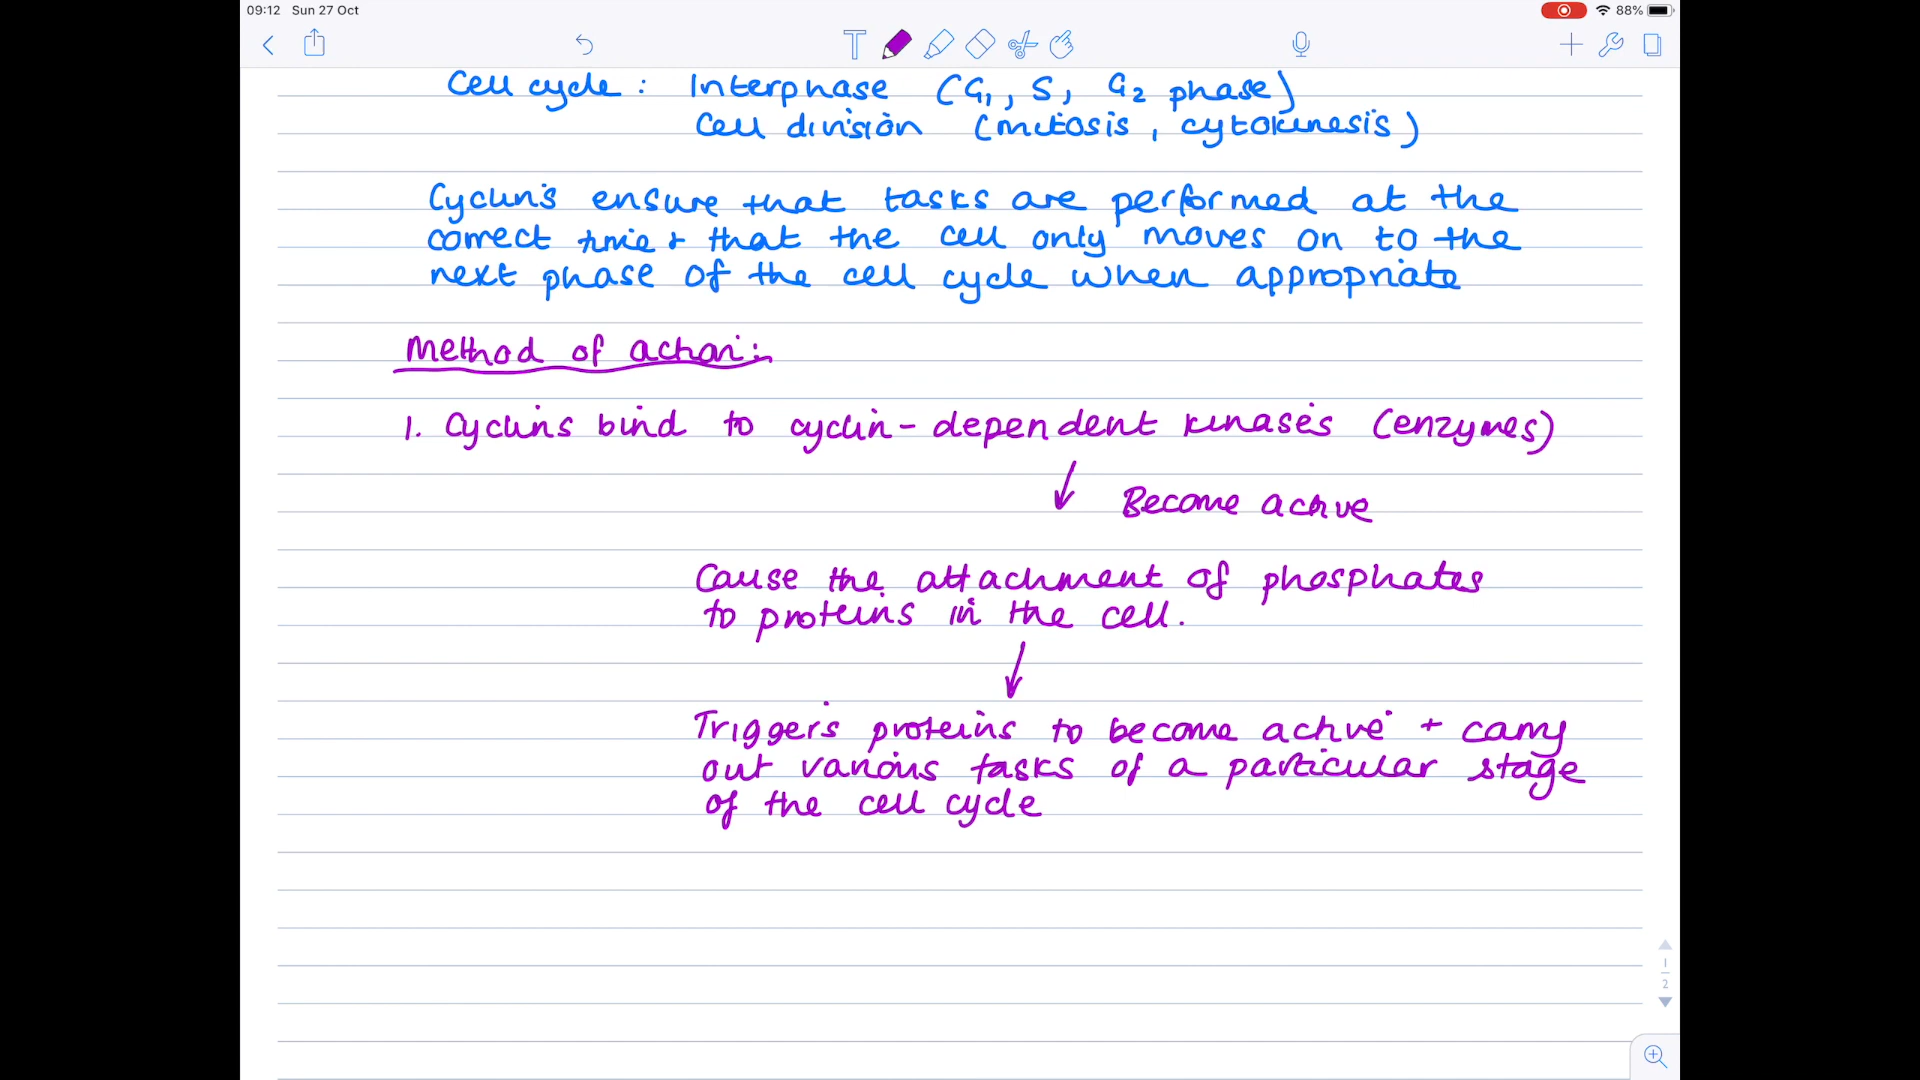 09:12 Sun 27 Oct
88%
T
Cell cycle : Interphase (G₁, S, G₂ phase)
Cell division (mitosis, cytokinesis)
Cyclins ensure that tasks are performed at the
correct time & that the cell only moves on to the
next phase of the cell cycle when appropriate
Method of action:
1. Cyclins bind to cyclin-dependent kinases (enzymes)
↓ Become active
Cause the attachment of phosphates
to proteins in the cell.
↓
Triggers proteins to become active + carry
out various tasks of a particular stage
of the cell cycle
1
2